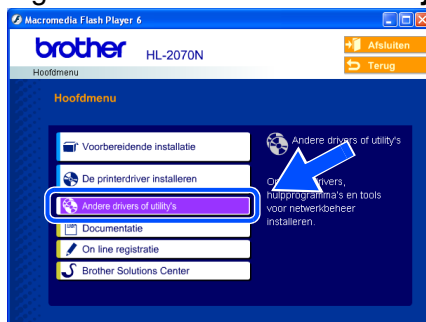 Macromedia Flash Player 6
brother HL-2070N
Afsluiten
Hoofdmenu
Terug
Hoofdmenu
Voorbereidende installatie
Andere drivers of utility's
De printerdriver installeren
drivers,
hulpprogramma's en tools
voor netwerkbeheer
installeren.
Andere drivers of utility's
Documentatie
On line registratie
Brother Solutions Center